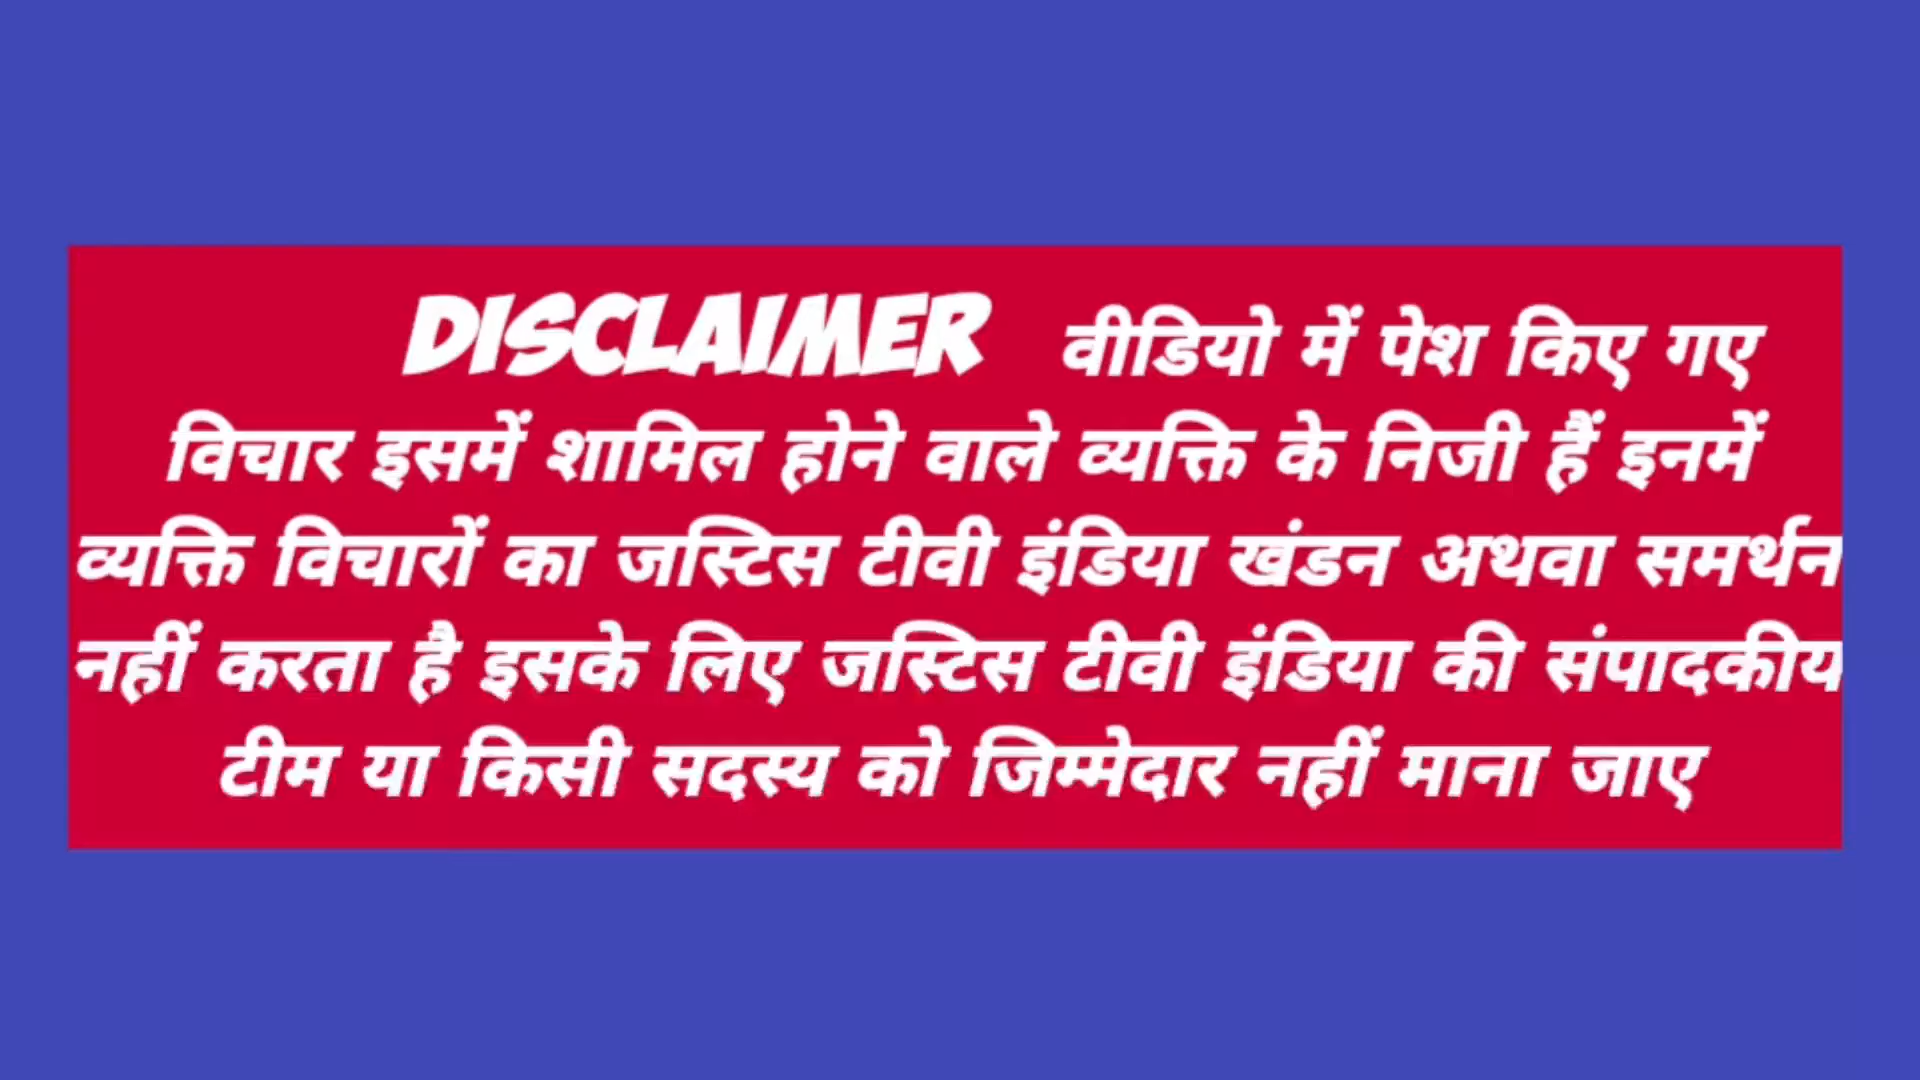 DISCLAIMER वीडियो में पेश किए गए
विचार इसमें शामिल होने वाले व्यक्ति के निजी हैं इनमें
व्यक्ति विचारों का जस्टिस टीवी इंडिया खंडन अथवा समर्थन
नहीं करता है इसके लिए जस्टिस टीवी इंडिया की संपादकीय
टीम या किसी सदस्य को जिम्मेदार नहीं माना जाए